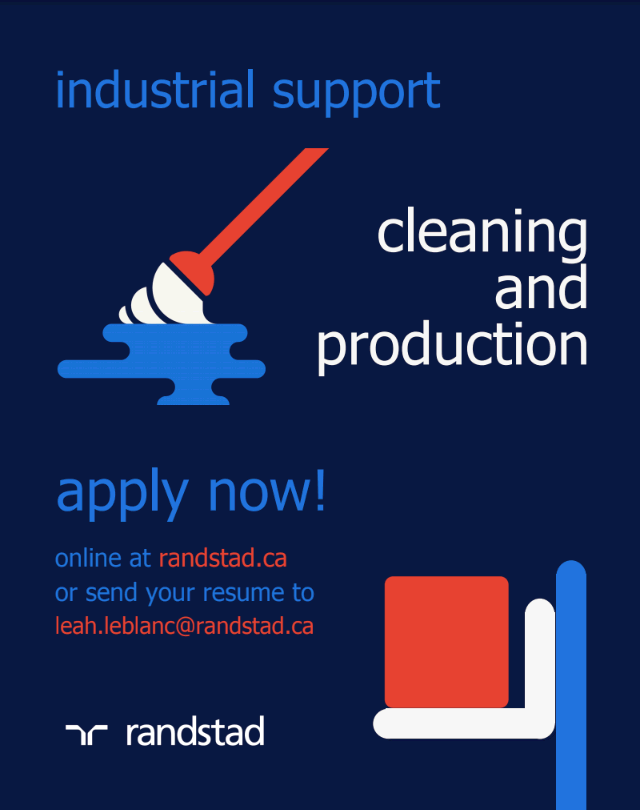 industrial support
cleaning
and
production
apply now!
online at randstad.ca
or send your resume to
leah.leblanc@randstad.ca
randstad